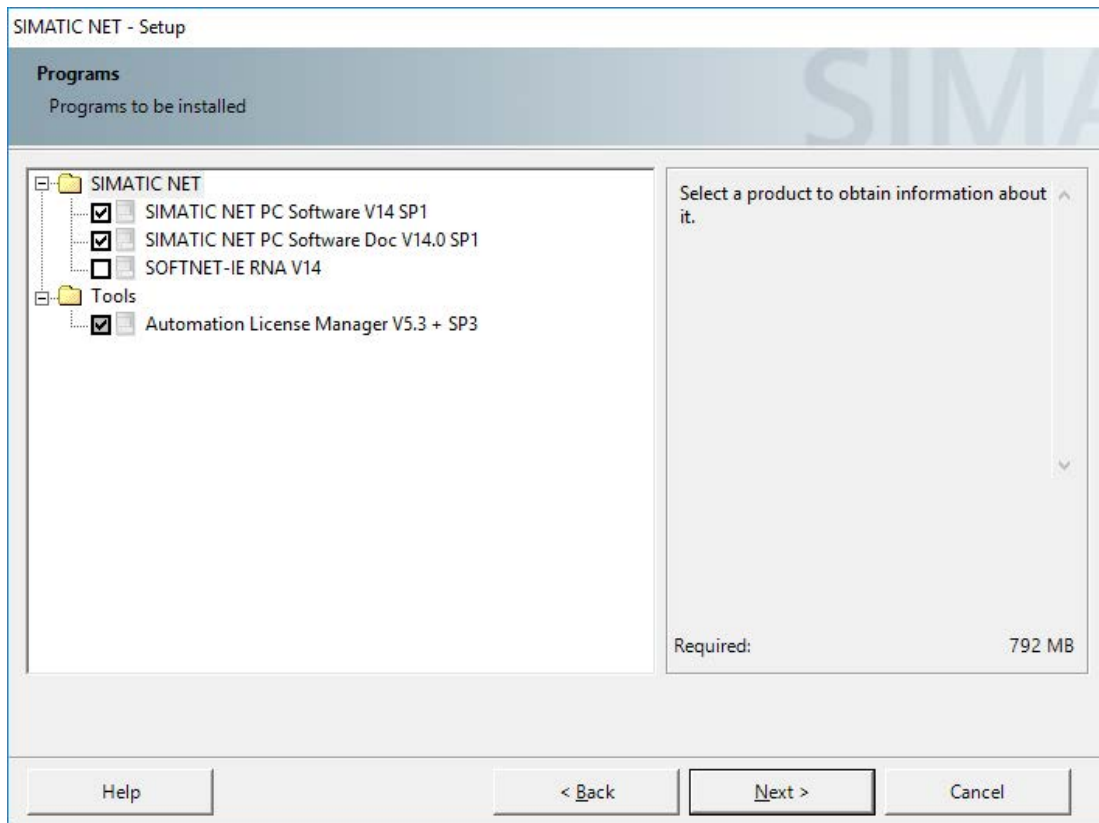 SIMATIC NET - Setup
Programs
Programs to be installed
SIMA
SIMATIC NET
SIMATIC NET PC Software V14 SP1
SIMATIC NET PC Software Doc V14.0 SP1
SOFTNET-IE RNA V14
Tools
Automation License Manager V5.3 + SP3
Select a product to obtain information about
it.
Required: 792 MB
Help < Back Next > Cancel